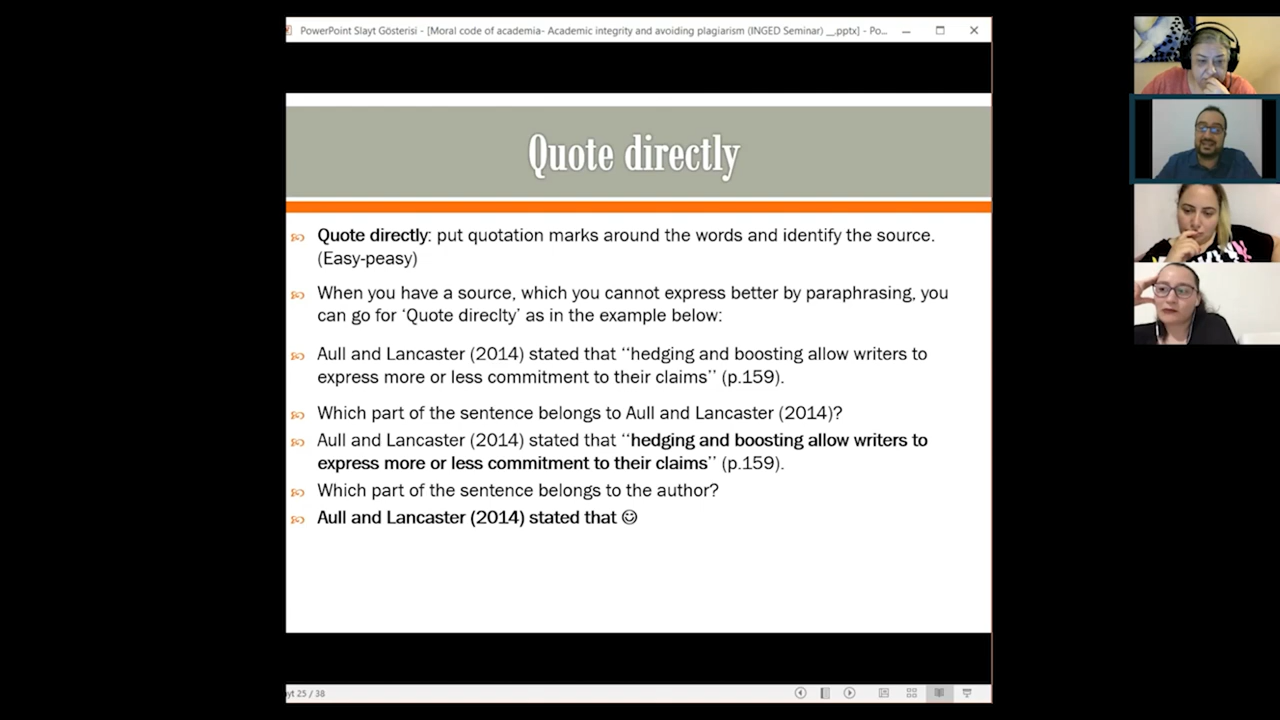 PowerPoint Slayt Gösterisi - [Moral code of academia- Academic integrity and avoiding plagiarism (INGED Seminar) __.pptx] - Po...
Quote directly
Quote directly: put quotation marks around the words and identify the source.
(Easy-peasy)
When you have a source, which you cannot express better by paraphrasing, you
can go for ‘Quote direclty’ as in the example below:
Aull and Lancaster (2014) stated that ‘‘hedging and boosting allow writers to
express more or less commitment to their claims’’ (p.159).
Which part of the sentence belongs to Aull and Lancaster (2014)?
Aull and Lancaster (2014) stated that ‘‘hedging and boosting allow writers to
express more or less commitment to their claims’’ (p.159).
Which part of the sentence belongs to the author?
Aull and Lancaster (2014) stated that ☺
yt 25 / 38